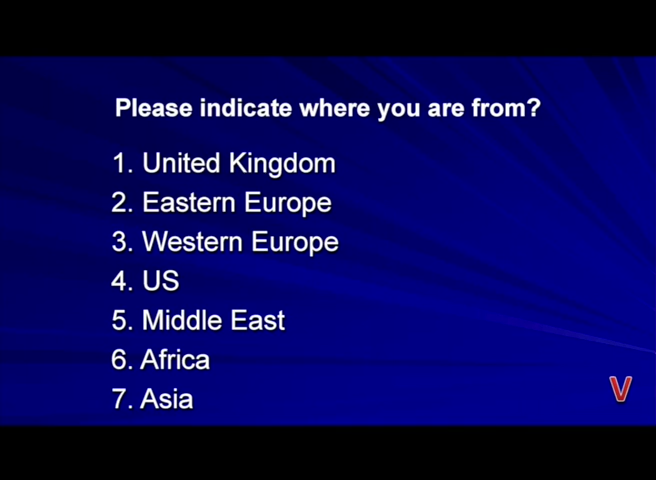 Please indicate where you are from?
1. United Kingdom
2. Eastern Europe
3. Western Europe
4. US
5. Middle East
6. Africa
7. Asia
V